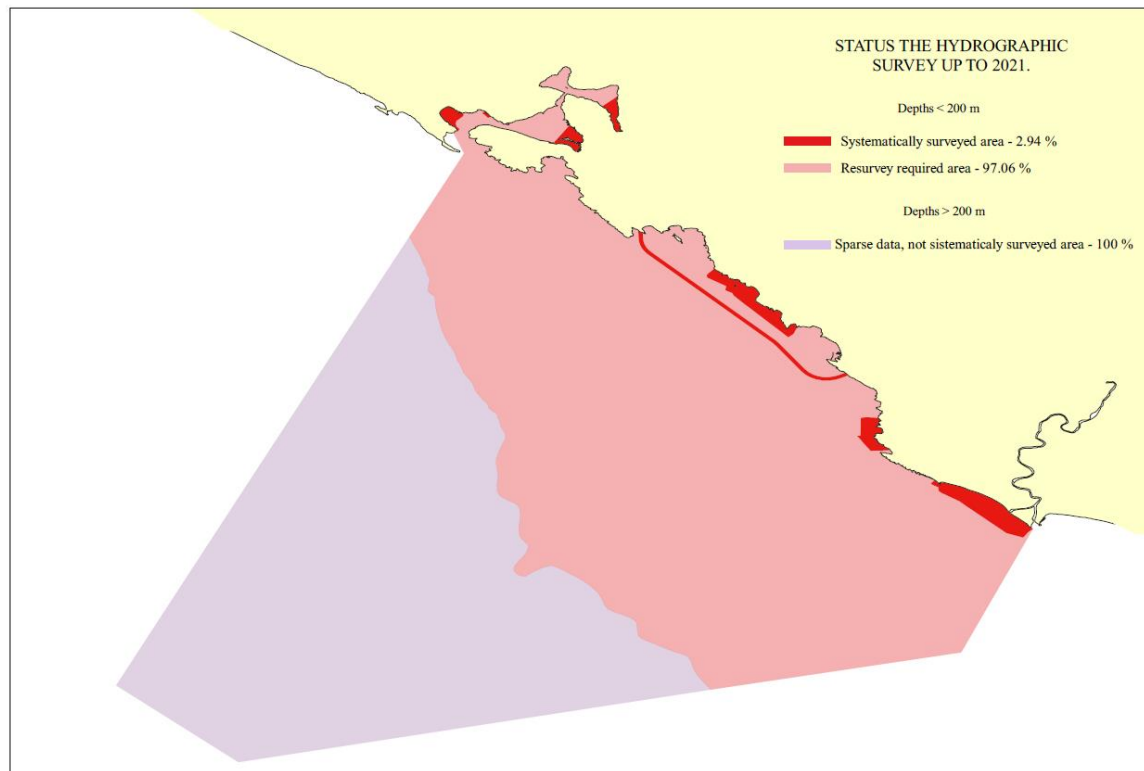 STATUS THE HYDROGRAPHIC
SURVEY UP TO 2021.
Depths < 200 m
Systematically surveyed area - 2.94 %
Resurvey required area - 97.06 %
Depths > 200 m
Sparse data, not sistematicaly surveyed area - 100 %